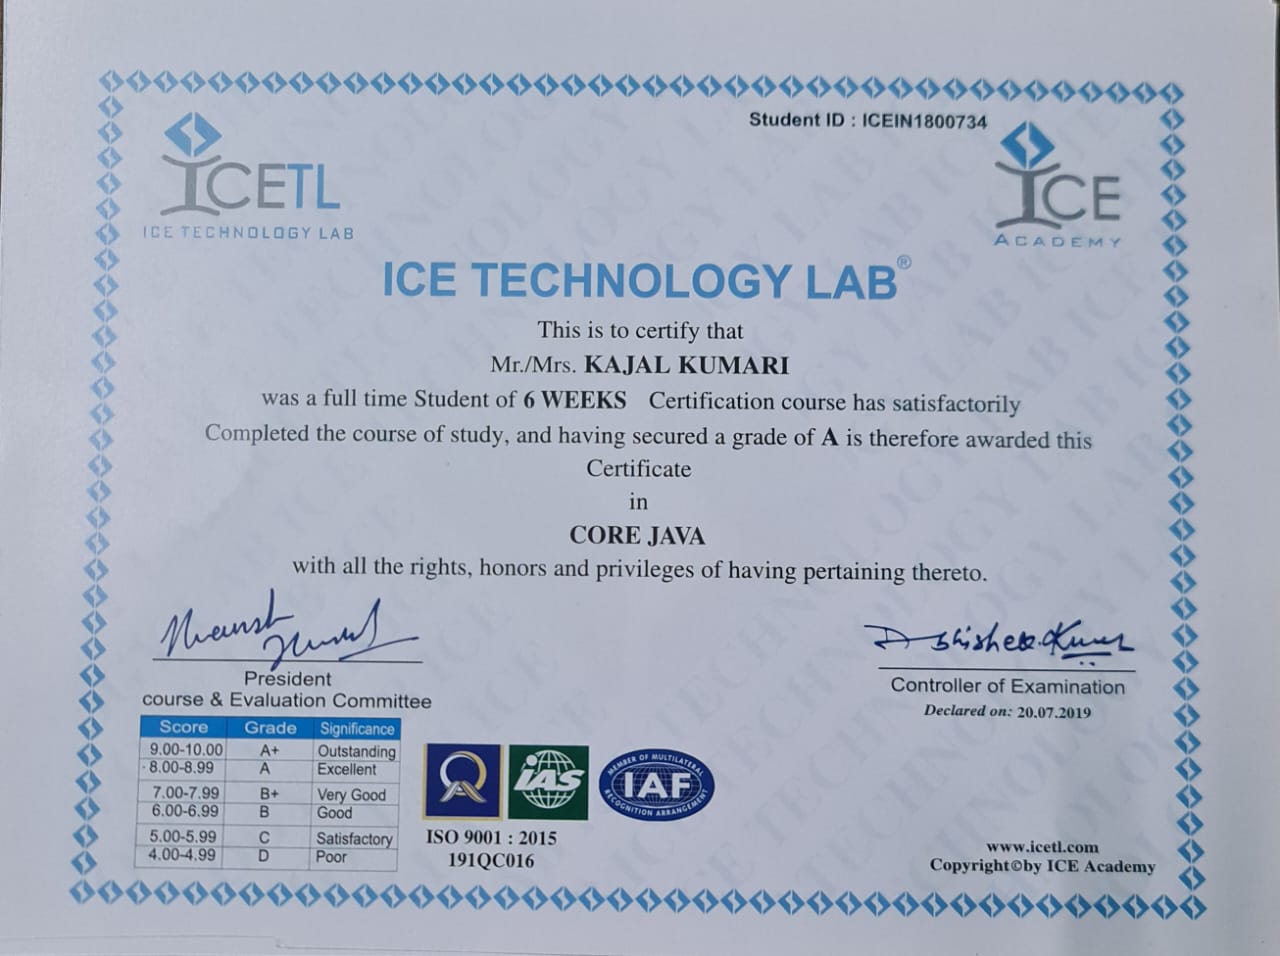 Student ID : ICEIN1800734
ICETL
ICE TECHNOLOGY LAB
ICE
ACADEMY
ICE TECHNOLOGY LAB®
This is to certify that
Mr./Mrs. KAJAL KUMARI
was a full time Student of 6 WEEKS Certification course has satisfactorily
Completed the course of study, and having secured a grade of A is therefore awarded this
Certificate
in
CORE JAVA
with all the rights, honors and privileges of having pertaining thereto.
President
course & Evaluation Committee
Controller of Examination
Declared on: 20.07.2019
Score Grade Significance
9.00-10.00 A+ Outstanding
8.00-8.99 A Excellent
7.00-7.99 B+ Very Good
6.00-6.99 B Good
5.00-5.99 C Satisfactory
4.00-4.99 D Poor
QA
iAS
MEMBER OF MULTILATERAL
IAF
RECOGNITION ARRANGEMENT
ISO 9001 : 2015
191QC016
www.icetl.com
Copyright©by ICE Academy